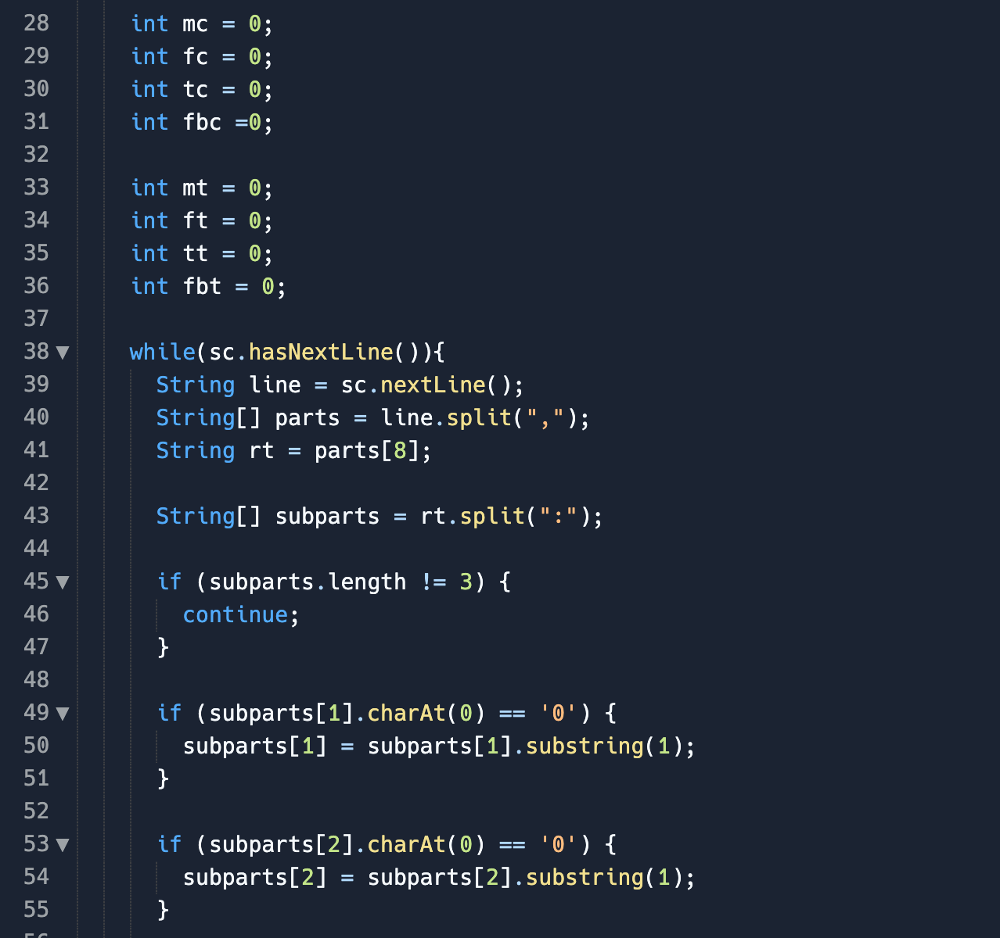 28 int mc = 0;
29 int fc = 0;
30 int tc = 0;
31 int fbc =0;
32
33 int mt = 0;
34 int ft = 0;
35 int tt = 0;
36 int fbt = 0;
37
38 while(sc.hasNextLine()){
39 String line = sc.nextLine();
40 String[] parts = line.split(",");
41 String rt = parts[8];
42
43 String[] subparts = rt.split(":");
44
45 if (subparts.length != 3) {
46 continue;
47 }
48
49 if (subparts[1].charAt(0) == '0') {
50 subparts[1] = subparts[1].substring(1);
51 }
52
53 if (subparts[2].charAt(0) == '0') {
54 subparts[2] = subparts[2].substring(1);
55 }